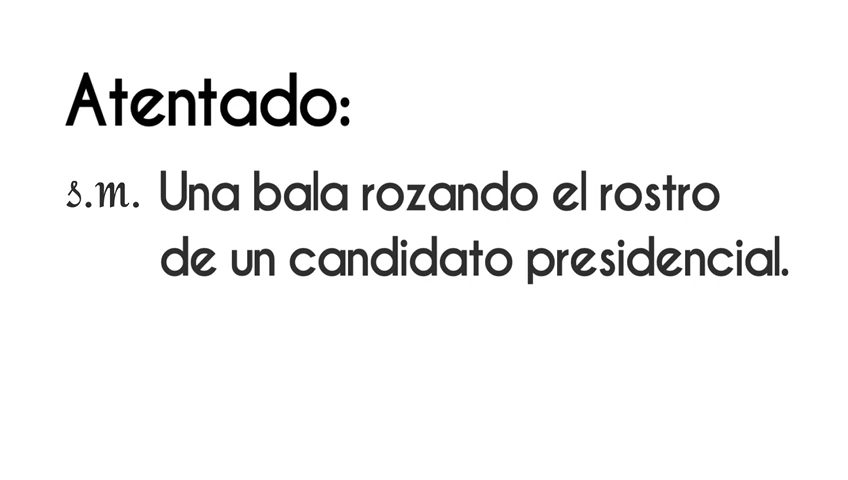 Atentado:
s.m. Una bala rozando el rostro
de un candidato presidencial.